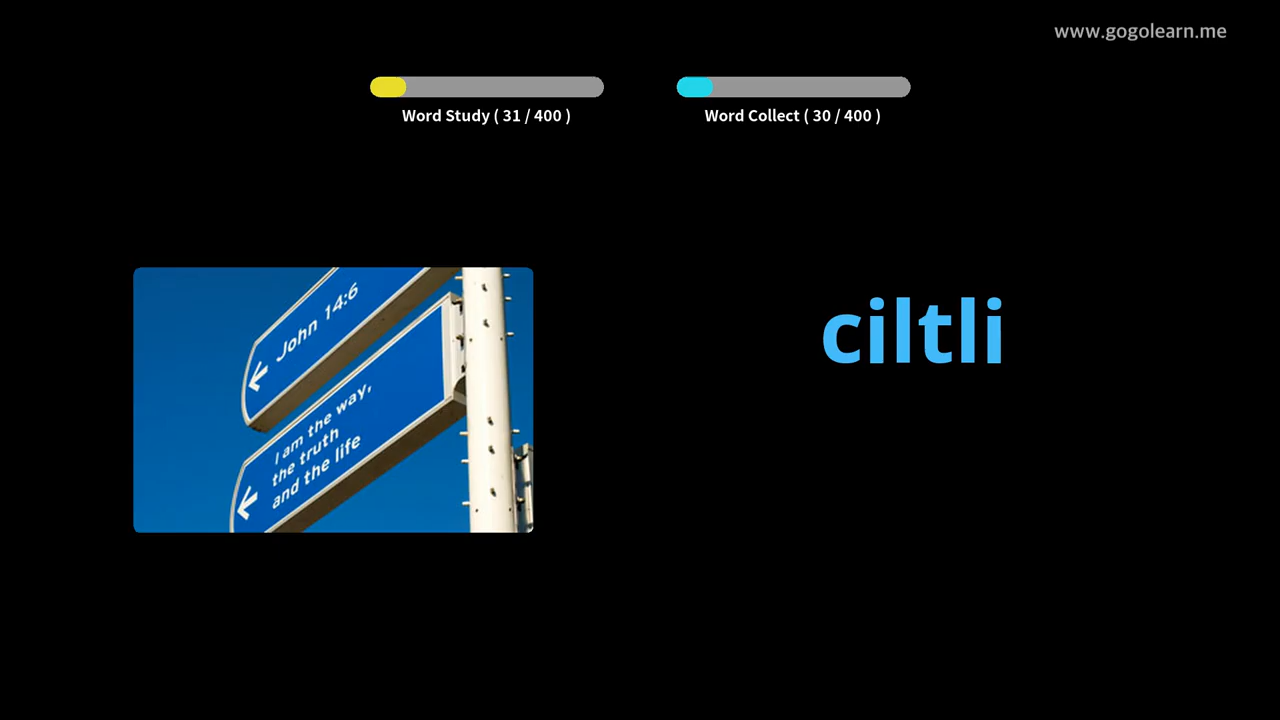 www.gogolearn.me
Word Study ( 31 / 400 )
Word Collect ( 30 / 400 )
John 14:6
I am the way,
the truth
and the life
ciltli